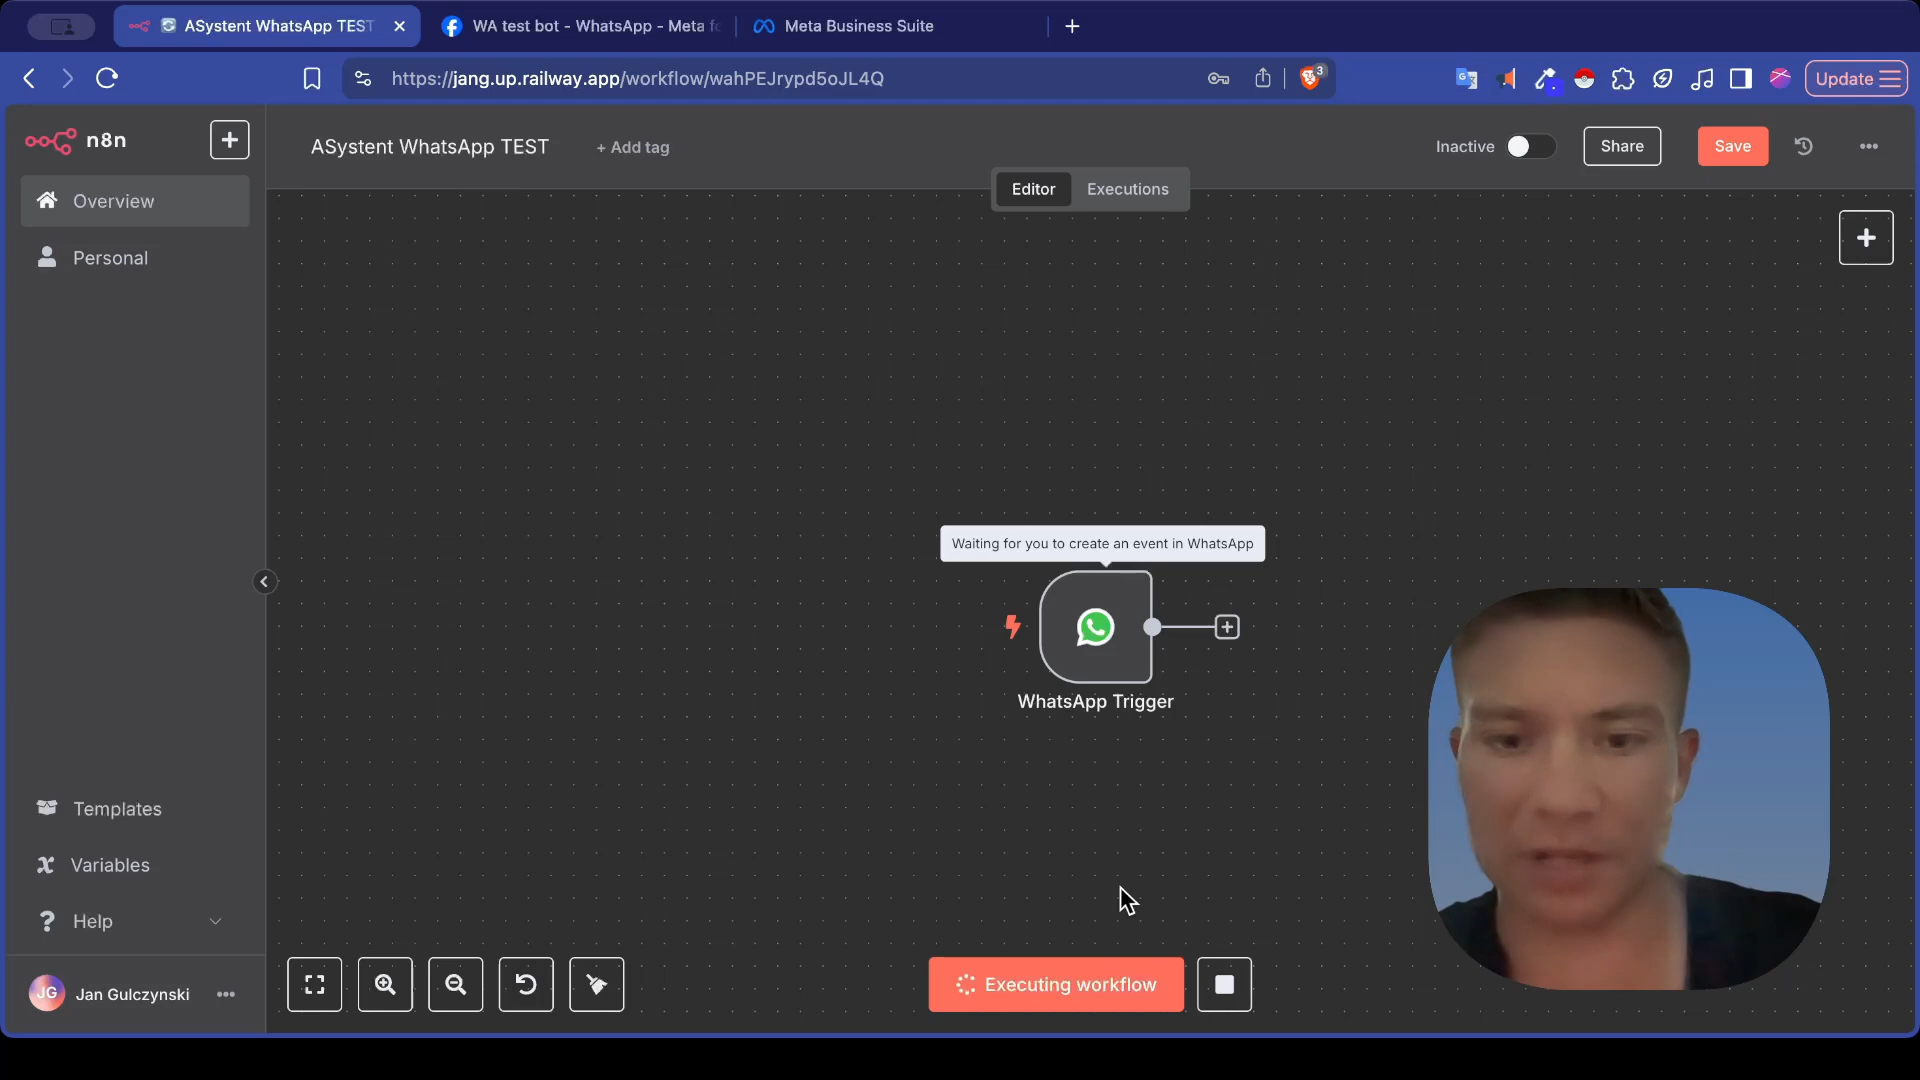 ASystent WhatsApp TEST
WA test bot - WhatsApp - Meta fo
Meta Business Suite
https://jang.up.railway.app/workflow/wahPEJrypd5oJL4Q
3
Update
n8n
ASystent WhatsApp TEST
+ Add tag
Inactive
Share
Save
Editor
Executions
Overview
Personal
Waiting for you to create an event in WhatsApp
WhatsApp Trigger
Templates
Variables
Help
JG
Jan Gulczynski
Executing workflow